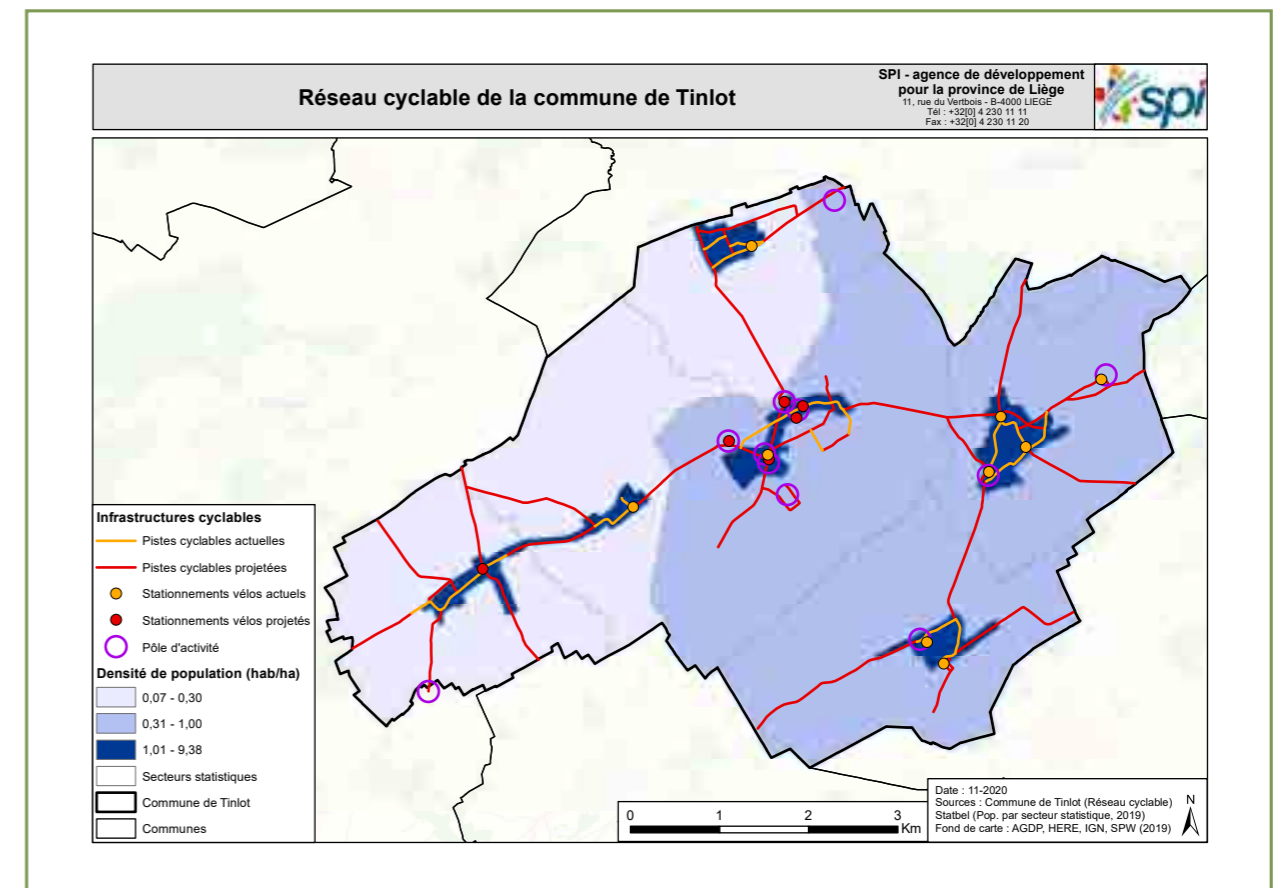 Réseau cyclable de la commune de Tinlot
SPI - agence de développement
pour la province de Liège
11, rue du Vertbois - B-4000 LIEGE
Tél : +32[0] 4 230 11 11
Fax : +32[0] 4 230 11 20
spi
Infrastructures cyclables
Pistes cyclables actuelles
Pistes cyclables projetées
Stationnements vélos actuels
Stationnements vélos projetés
Pôle d'activité
Densité de population (hab/ha)
0,07 - 0,30
0,31 - 1,00
1,01 - 9,38
Secteurs statistiques
Commune de Tinlot
Communes
0 1 2 3
Km
Date : 11-2020
Sources : Commune de Tinlot (Réseau cyclable)
Statbel (Pop. par secteur statistique, 2019)
Fond de carte : AGDP, HERE, IGN, SPW (2019)
N